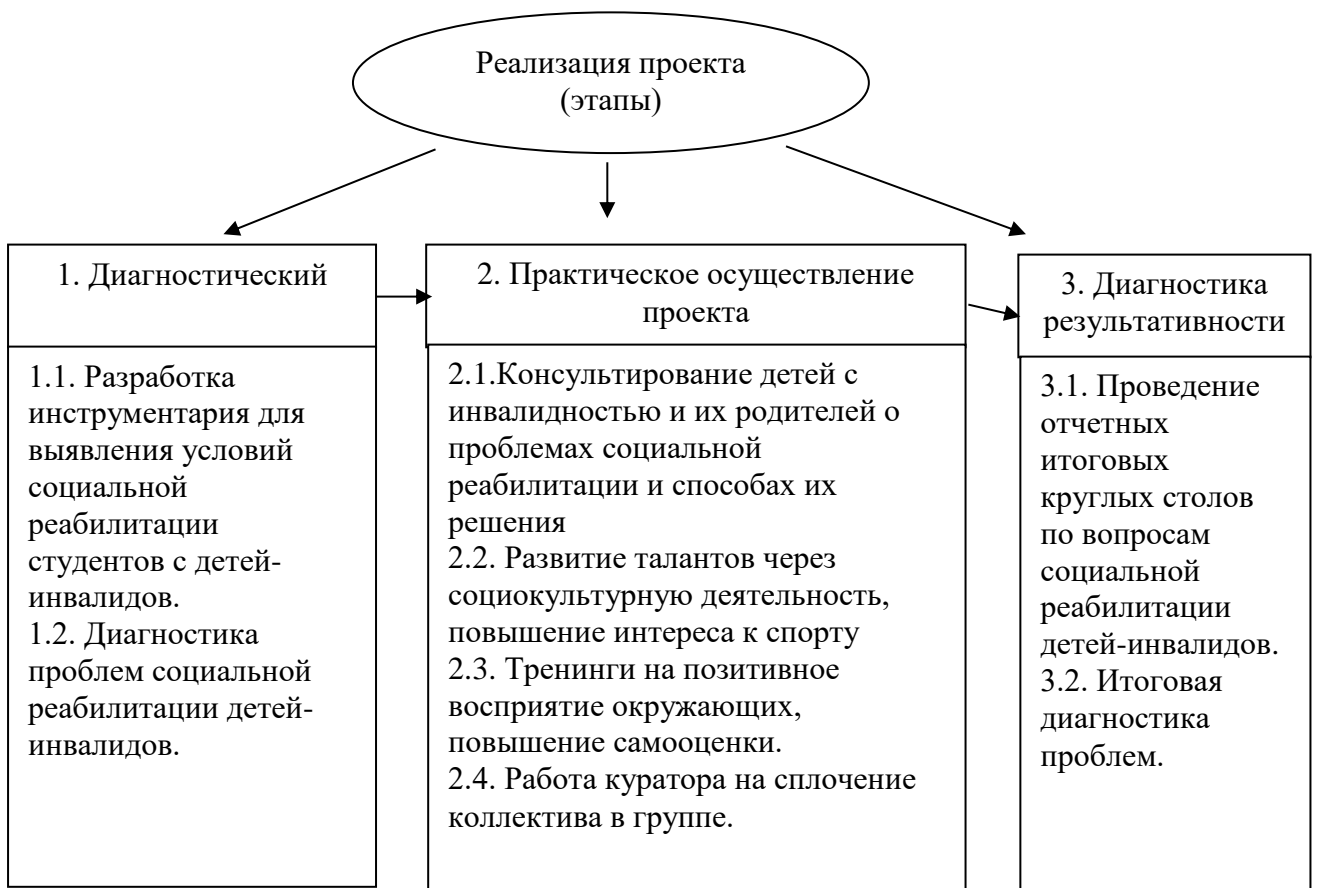 Реализация проекта
(этапы)
1. Диагностический
1.1. Разработка
инструментария для
выявления условий
социальной
реабилитации
студентов с детей-
инвалидов.
1.2. Диагностика
проблем социальной
реабилитации детей-
инвалидов.
2. Практическое осуществление
проекта
2.1.Консультирование детей с
инвалидностью и их родителей о
проблемах социальной
реабилитации и способах их
решения
2.2. Развитие талантов через
социокультурную деятельность,
повышение интереса к спорту
2.3. Тренинги на позитивное
восприятие окружающих,
повышение самооценки.
2.4. Работа куратора на сплочение
коллектива в группе.
3. Диагностика
результативности
3.1. Проведение
отчетных
итоговых
круглых столов
по вопросам
социальной
реабилитации
детей-инвалидов.
3.2. Итоговая
диагностика
проблем.